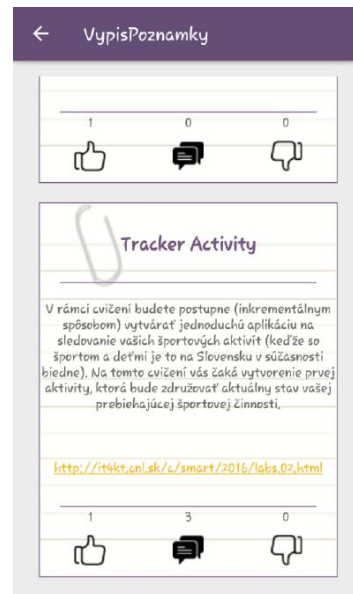 VypisPoznamky
1 0 0
Tracker Activity
V rámci cvičení budete postupne (inkrementálnym
spôsobom) vytvárať jednoduchú aplikáciu na
sledovanie vašich športových aktivít (keďže so
športom a deťmi je to na Slovensku v súčasnosti
biedne). Na tomto cvičení vás čaká vytvorenie prvej
aktivity, ktorá bude združovať aktuálny stav vašej
prebiehajúcej športovej činnosti.
http://it4kt.cnl.sk/c/smart/2016/labs.02.html
1 3 0